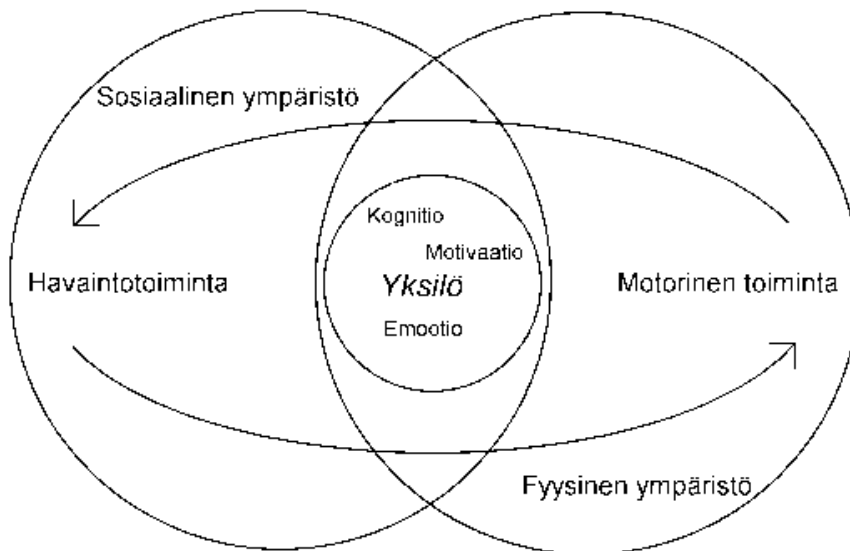 Sosiaalinen ympäristö
Kognitio
Motivaatio
Havaintotoiminta
Yksilö
Motorinen toiminta
Emootio
Fyysinen ympäristö